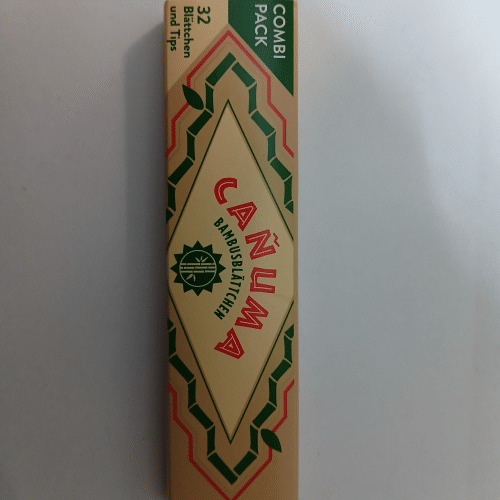 COMBI
PACK
32
Blättchen
und Tips
CAÑUMA
BAMBUSBLÄTTCHEN